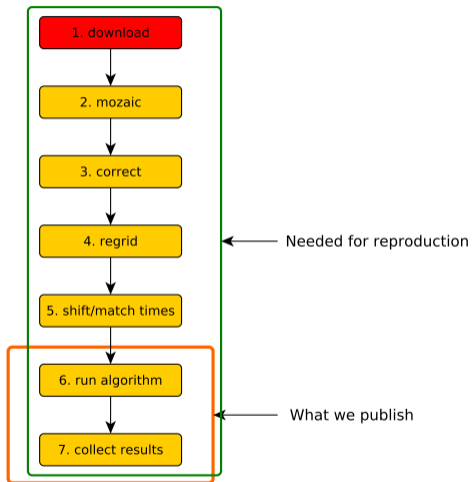 1. download
2. mozaic
3. correct
4. regrid
Needed for reproduction
5. shift/match times
6. run algorithm
What we publish
7. collect results